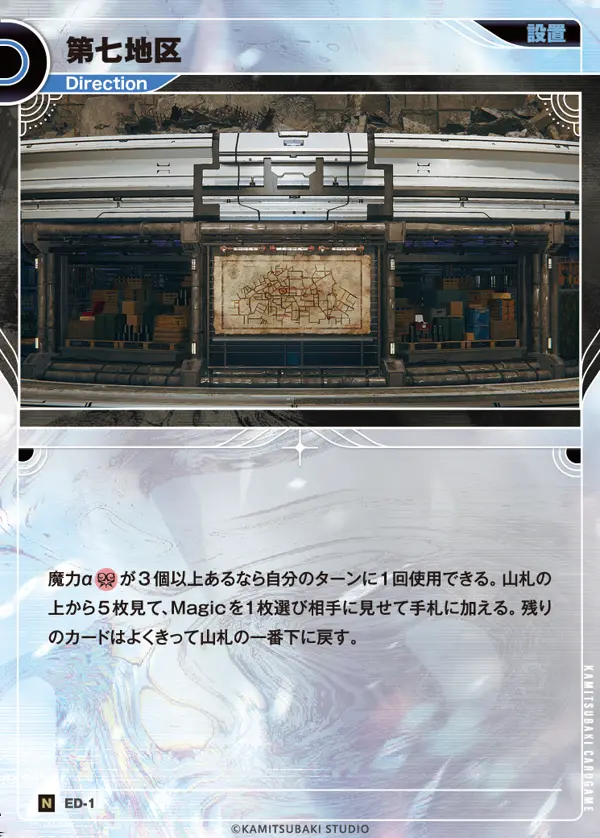 設置
第七地区
Direction
魔力α が3個以上あるなら自分のターンに1回使用できる。山札の
上から5枚見て、Magicを1枚選び相手に見せて手札に加える。残り
のカードはよくきって山札の一番下に戻す。
KAMITSUBAKI CARDGAME
N ED-1
©KAMITSUBAKI STUDIO